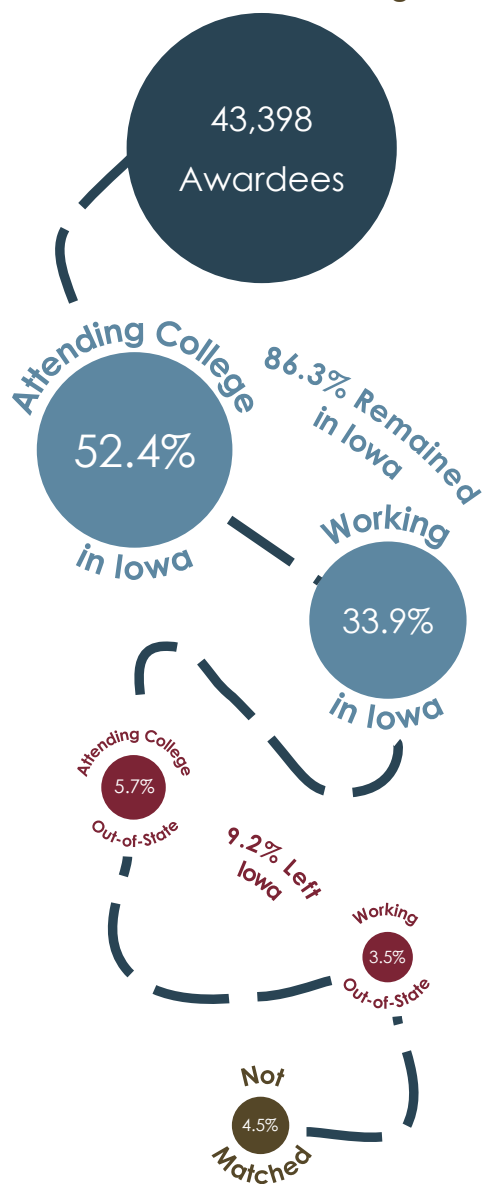 43,398
Awardees
Attending College
52.4%
in Iowa
86.3% Remained
in Iowa
Working
33.9%
in Iowa
Attending College
5.7%
Out-of-State
9.2% Left
Iowa
Working
3.5%
Out-of-State
Not
4.5%
Matched